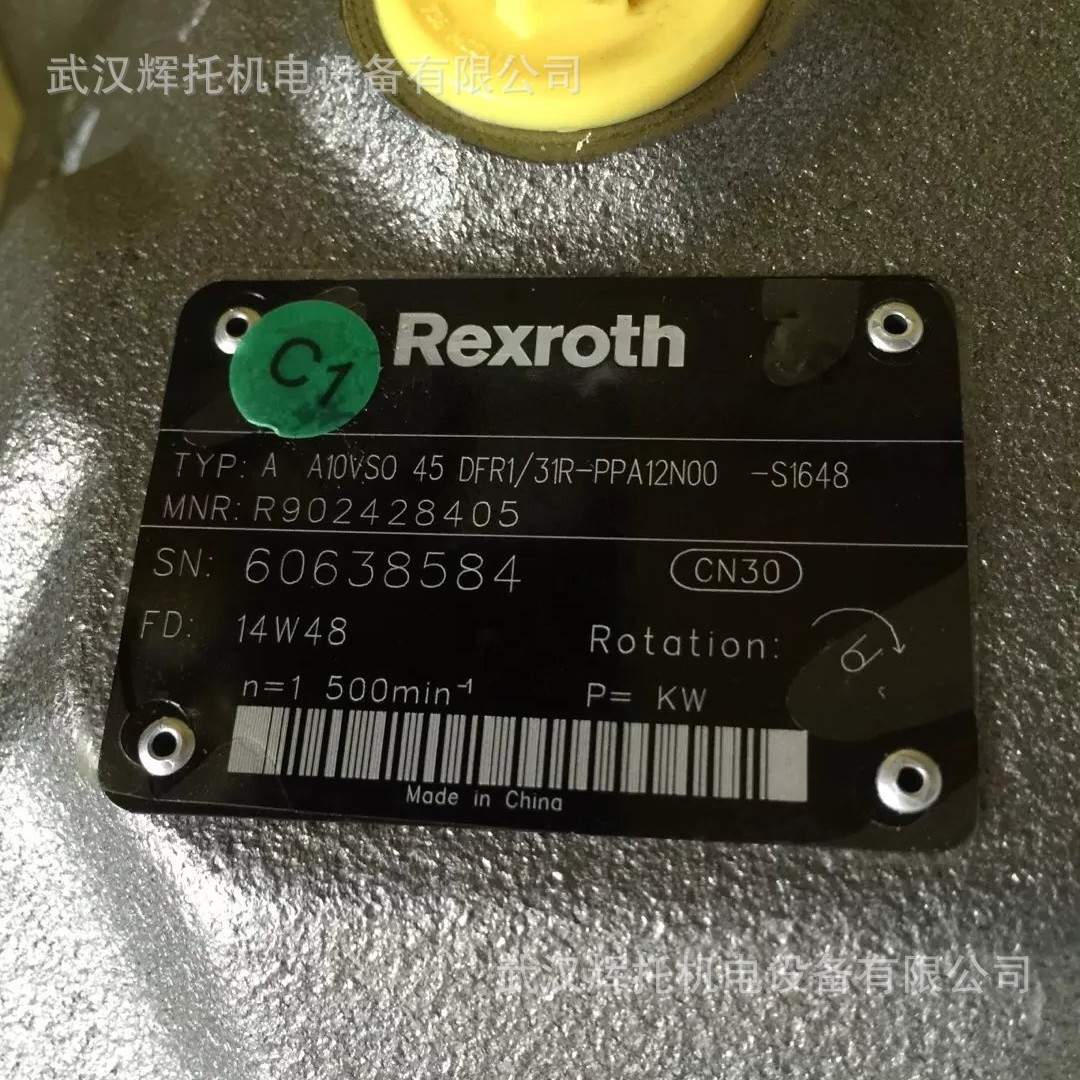 武汉辉托机电设备有限公司
Rexroth
C1
TYP: A A10VSO 45 DFR1/31R-PPA12N00 -S1648
MNR: R902428405
SN: 60638584 CN30
FD: 14W48 Rotation:
n=1 500min⁻¹ P= KW
Made in China
武汉辉托机电设备有限公司